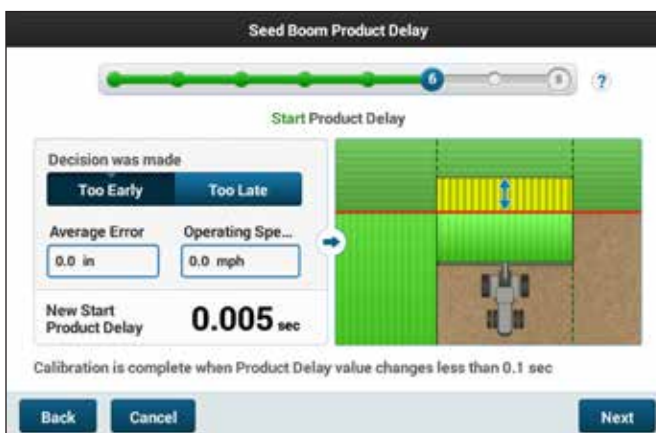 Seed Boom Product Delay
6
8
?
Start Product Delay
Decision was made
Too Early
Too Late
Average Error
Operating Spe...
0.0 in
0.0 mph
New Start
Product Delay
0.005 sec
Calibration is complete when Product Delay value changes less than 0.1 sec
Back
Cancel
Next